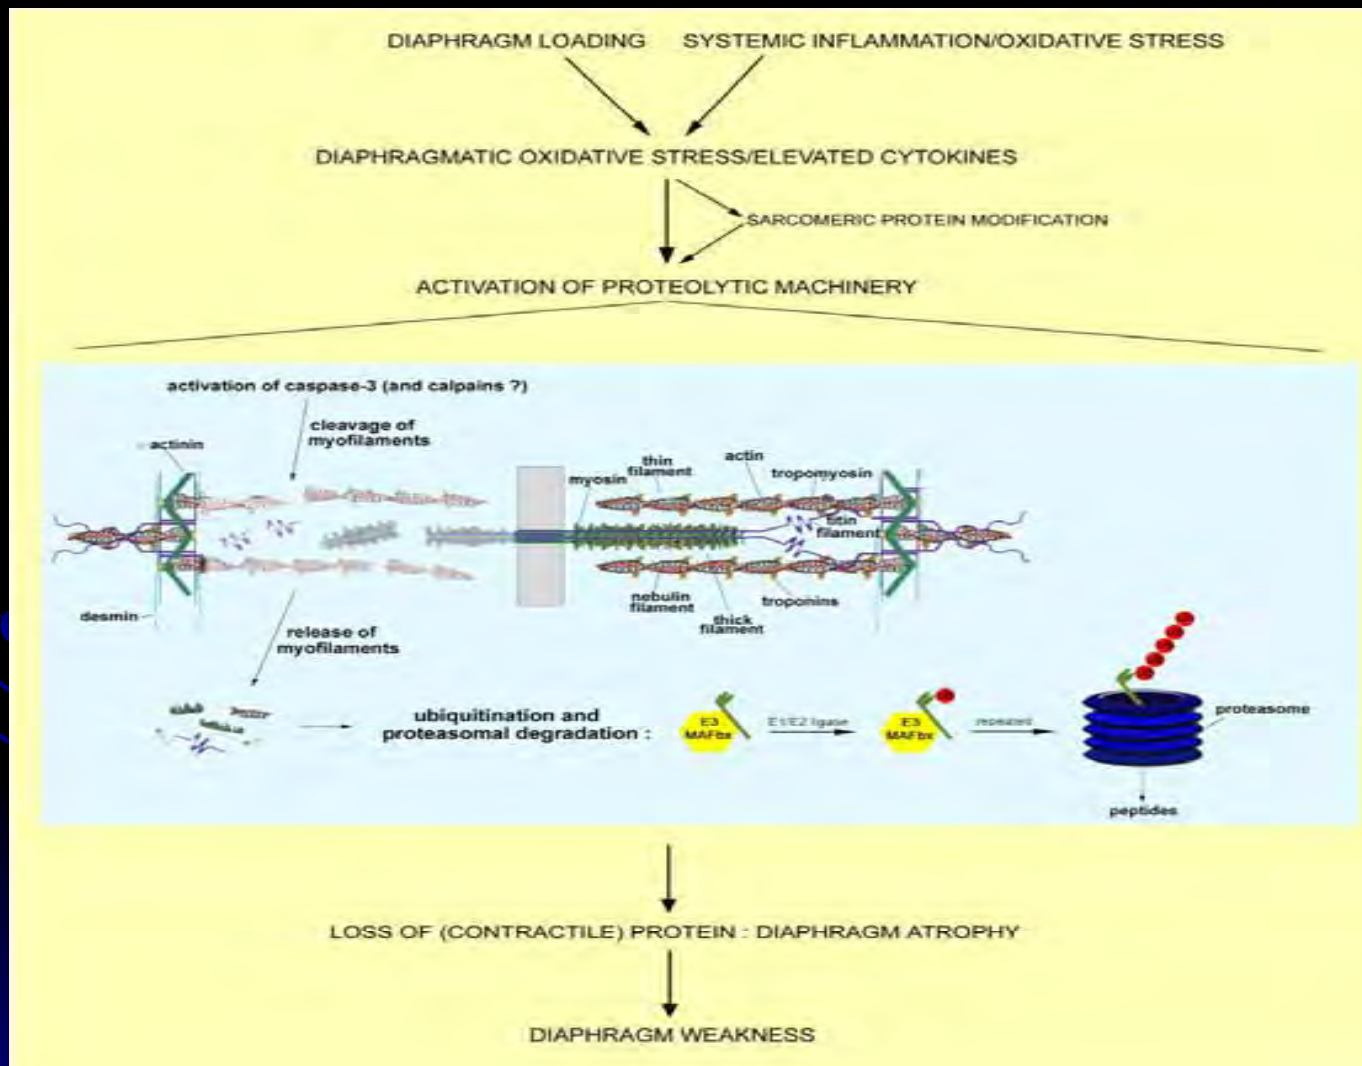 DIAPHRAGM LOADING SYSTEMIC INFLAMMATION/OXIDATIVE STRESS
DIAPHRAGMATIC OXIDATIVE STRESS/ELEVATED CYTOKINES
SARCOMERIC PROTEIN MODIFICATION
ACTIVATION OF PROTEOLYTIC MACHINERY
activation of caspase-3 (and calpains ?)
cleavage of
myofilaments
actinin
thin
filament
actin
tropomyosin
myosin
titin
filament
desmin
nebulin
filament
thick
filament
troponins
release of
myofilaments
ubiquitination and
proteasomal degradation :
E3
MAFbx
E1/E2 ligase
E3
MAFbx
repeated
proteasome
peptides
LOSS OF (CONTRACTILE) PROTEIN : DIAPHRAGM ATROPHY
DIAPHRAGM WEAKNESS